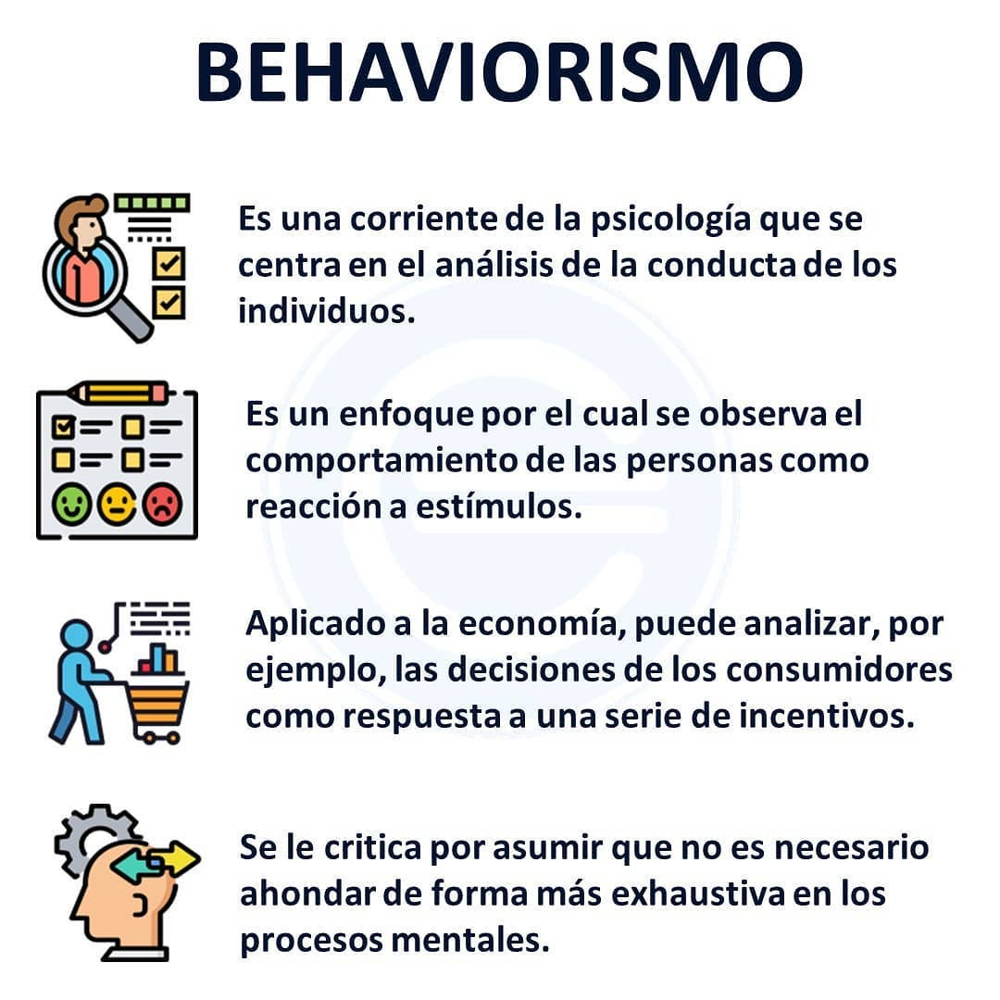 BEHAVIORISMO
Es una corriente de la psicología que se
centra en el análisis de la conducta de los
individuos.
Es un enfoque por el cual se observa el
comportamiento de las personas como
reacción a estímulos.
Aplicado a la economía, puede analizar, por
ejemplo, las decisiones de los consumidores
como respuesta a una serie de incentivos.
Se le critica por asumir que no es necesario
ahondar de forma más exhaustiva en los
procesos mentales.